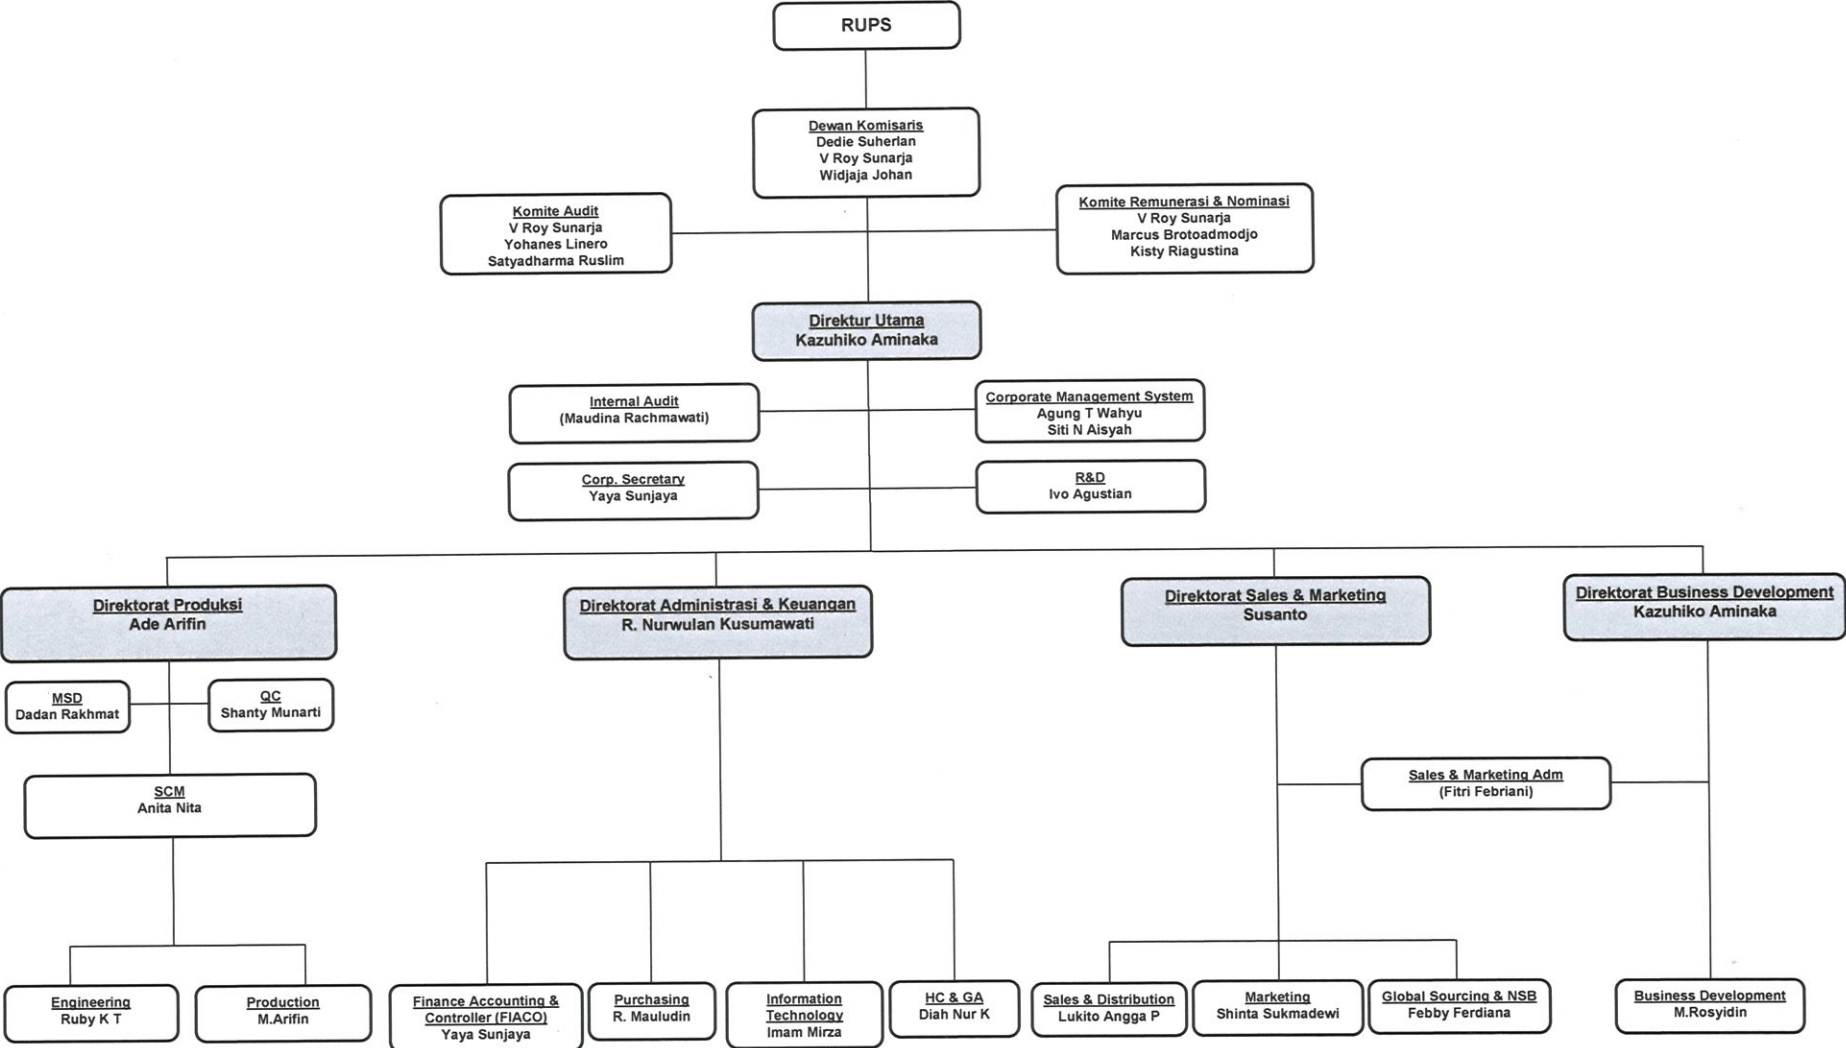 RUPS
Dewan Komisaris
Dedie Suherlan
V Roy Sunarja
Widjaja Johan
Komite Audit
V Roy Sunarja
Yohanes Linero
Satyadharma Ruslim
Komite Remunerasi & Nominasi
V Roy Sunarja
Marcus Brotoadmodjo
Kisty Riagustina
Direktur Utama
Kazuhiko Aminaka
Internal Audit
(Maudina Rachmawati)
Corporate Management System
Agung T Wahyu
Siti N Aisyah
Corp. Secretary
Yaya Sunjaya
R&D
Ivo Agustian
Direktorat Produksi
Ade Arifin
Direktorat Administrasi & Keuangan
R. Nurwulan Kusumawati
Direktorat Sales & Marketing
Susanto
Direktorat Business Development
Kazuhiko Aminaka
MSD
Dadan Rakhmat
QC
Shanty Munarti
SCM
Anita Nita
Sales & Marketing Adm
(Fitri Febriani)
Engineering
Ruby K T
Production
M.Arifin
Finance Accounting &
Controller (FIACO)
Yaya Sunjaya
Purchasing
R. Mauludin
Information
Technology
Imam Mirza
HC & GA
Diah Nur K
Sales & Distribution
Lukito Angga P
Marketing
Shinta Sukmadewi
Global Sourcing & NSB
Febby Ferdiana
Business Development
M.Rosyidin